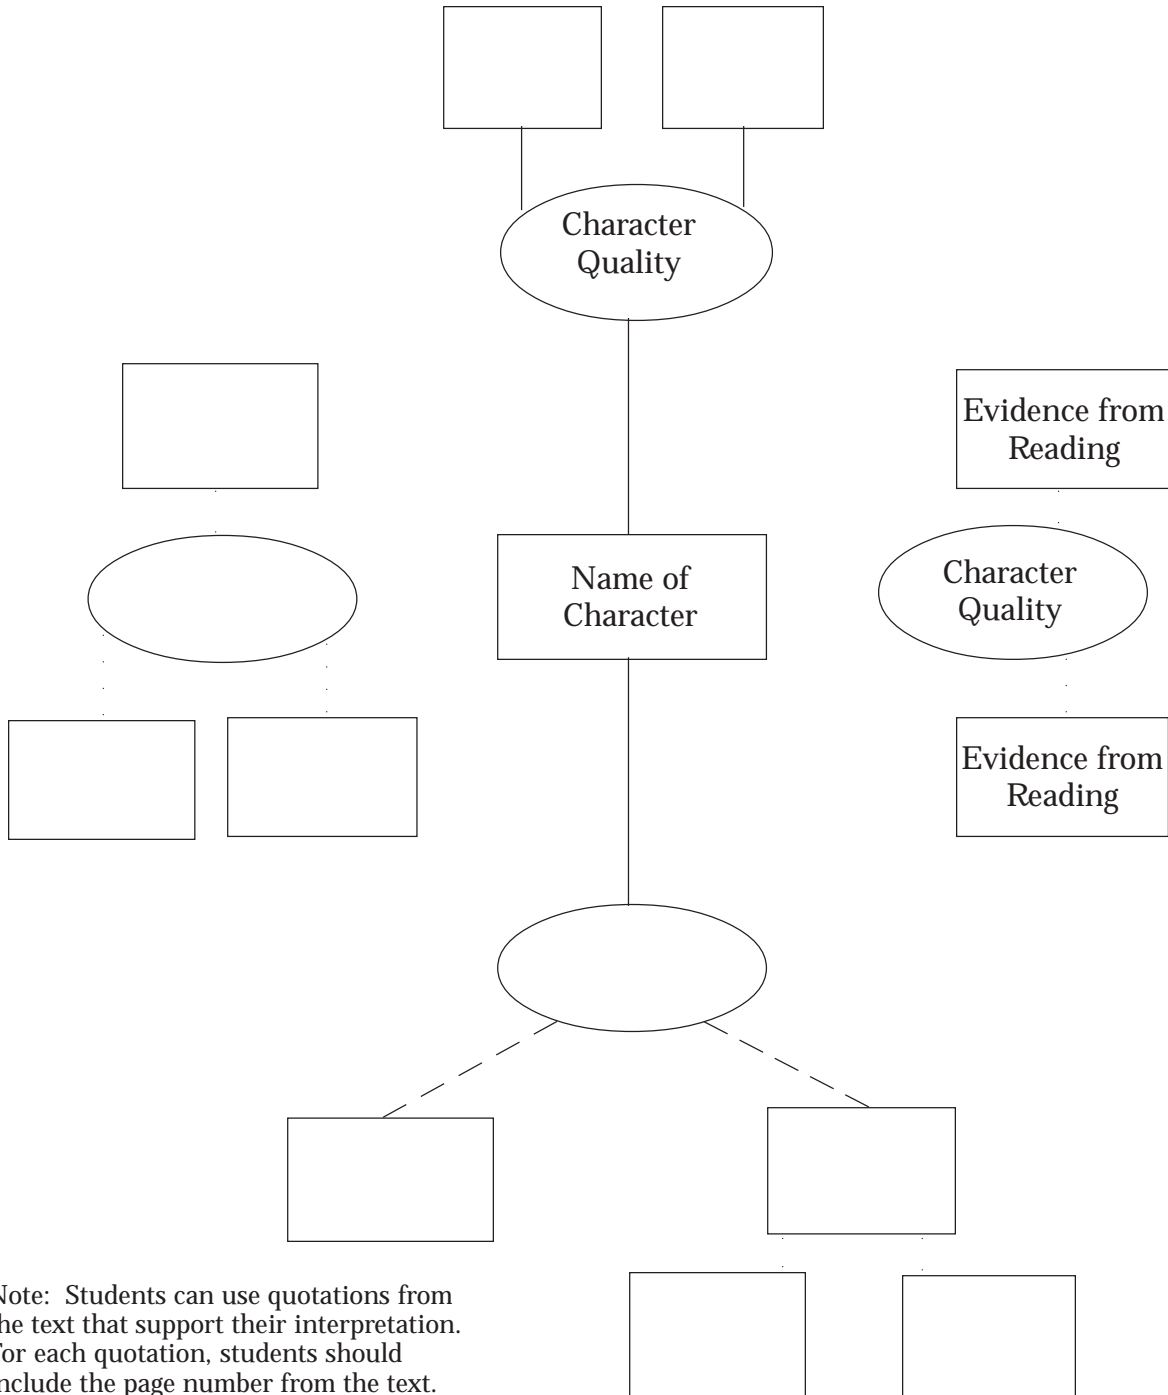 Character
Quality
Evidence from
Reading
Name of
Character
Character
Quality
Evidence from
Reading
Note: Students can use quotations from
the text that support their interpretation.
For each quotation, students should
include the page number from the text.